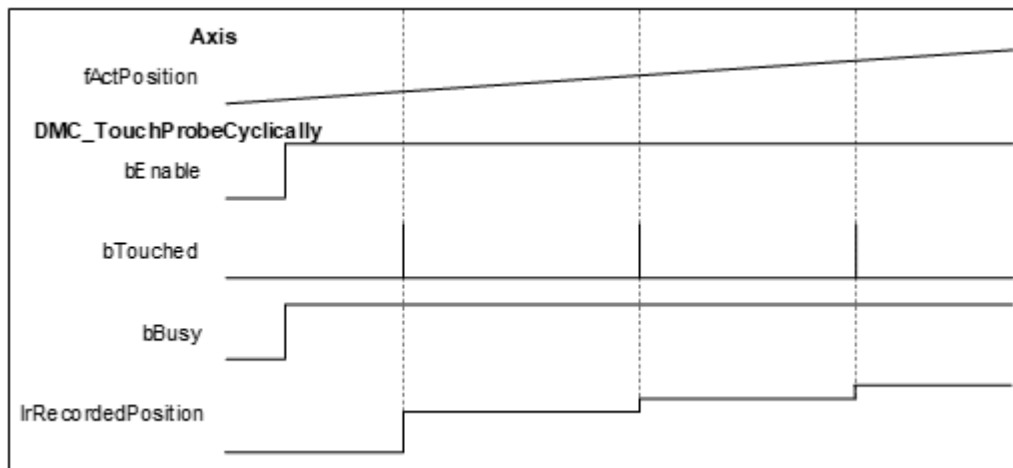 Axis
fActPosition
DMC_TouchProbeCyclically
bEnable
bTouched
bBusy
lrRecordedPosition